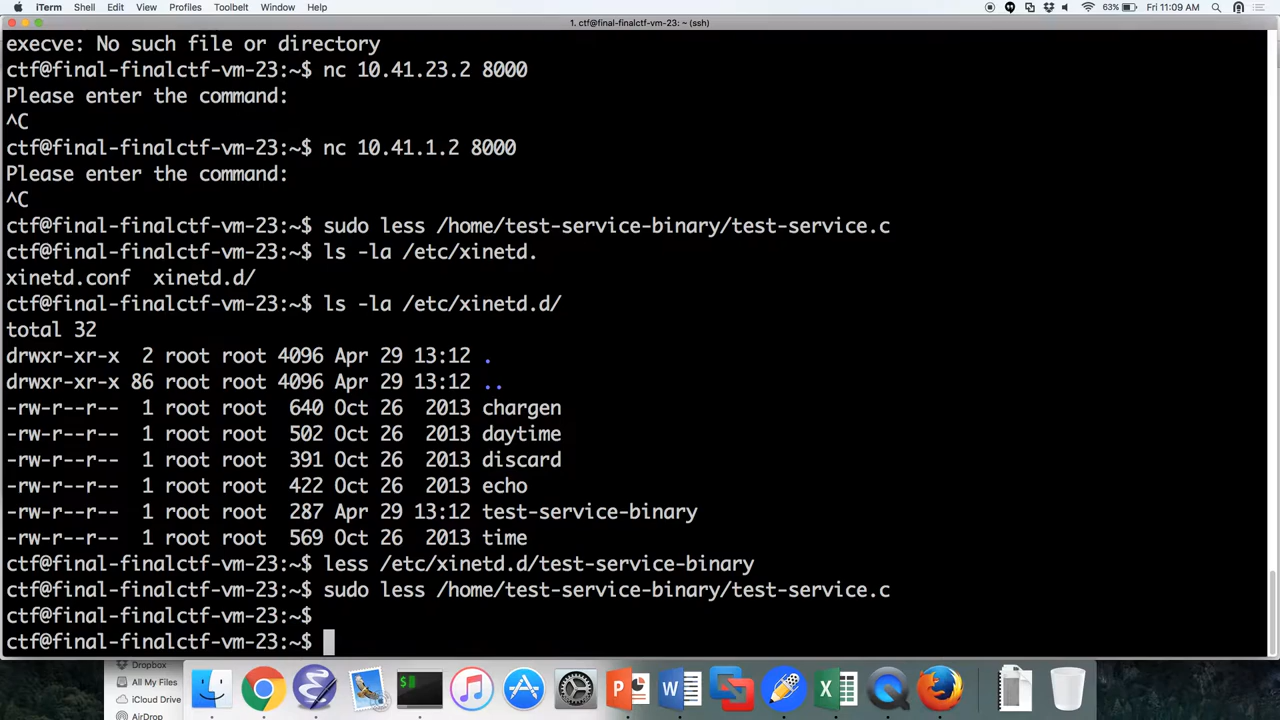 iTerm Shell Edit View Profiles Toolbelt Window Help 63% Fri 11:09 AM
1. ctf@final-finalctf-vm-23: ~ (ssh)
execve: No such file or directory
ctf@final-finalctf-vm-23:~$ nc 10.41.23.2 8000
Please enter the command:
^C
ctf@final-finalctf-vm-23:~$ nc 10.41.1.2 8000
Please enter the command:
^C
ctf@final-finalctf-vm-23:~$ sudo less /home/test-service-binary/test-service.c
ctf@final-finalctf-vm-23:~$ ls -la /etc/xinetd.
xinetd.conf  xinetd.d/
ctf@final-finalctf-vm-23:~$ ls -la /etc/xinetd.d/
total 32
drwxr-xr-x  2 root root 4096 Apr 29 13:12 .
drwxr-xr-x 86 root root 4096 Apr 29 13:12 ..
-rw-r--r--  1 root root  640 Oct 26  2013 chargen
-rw-r--r--  1 root root  502 Oct 26  2013 daytime
-rw-r--r--  1 root root  391 Oct 26  2013 discard
-rw-r--r--  1 root root  422 Oct 26  2013 echo
-rw-r--r--  1 root root  287 Apr 29 13:12 test-service-binary
-rw-r--r--  1 root root  569 Oct 26  2013 time
ctf@final-finalctf-vm-23:~$ less /etc/xinetd.d/test-service-binary
ctf@final-finalctf-vm-23:~$ sudo less /home/test-service-binary/test-service.c
ctf@final-finalctf-vm-23:~$
ctf@final-finalctf-vm-23:~$
Dropbox
All My Files
iCloud Drive
AirDrop